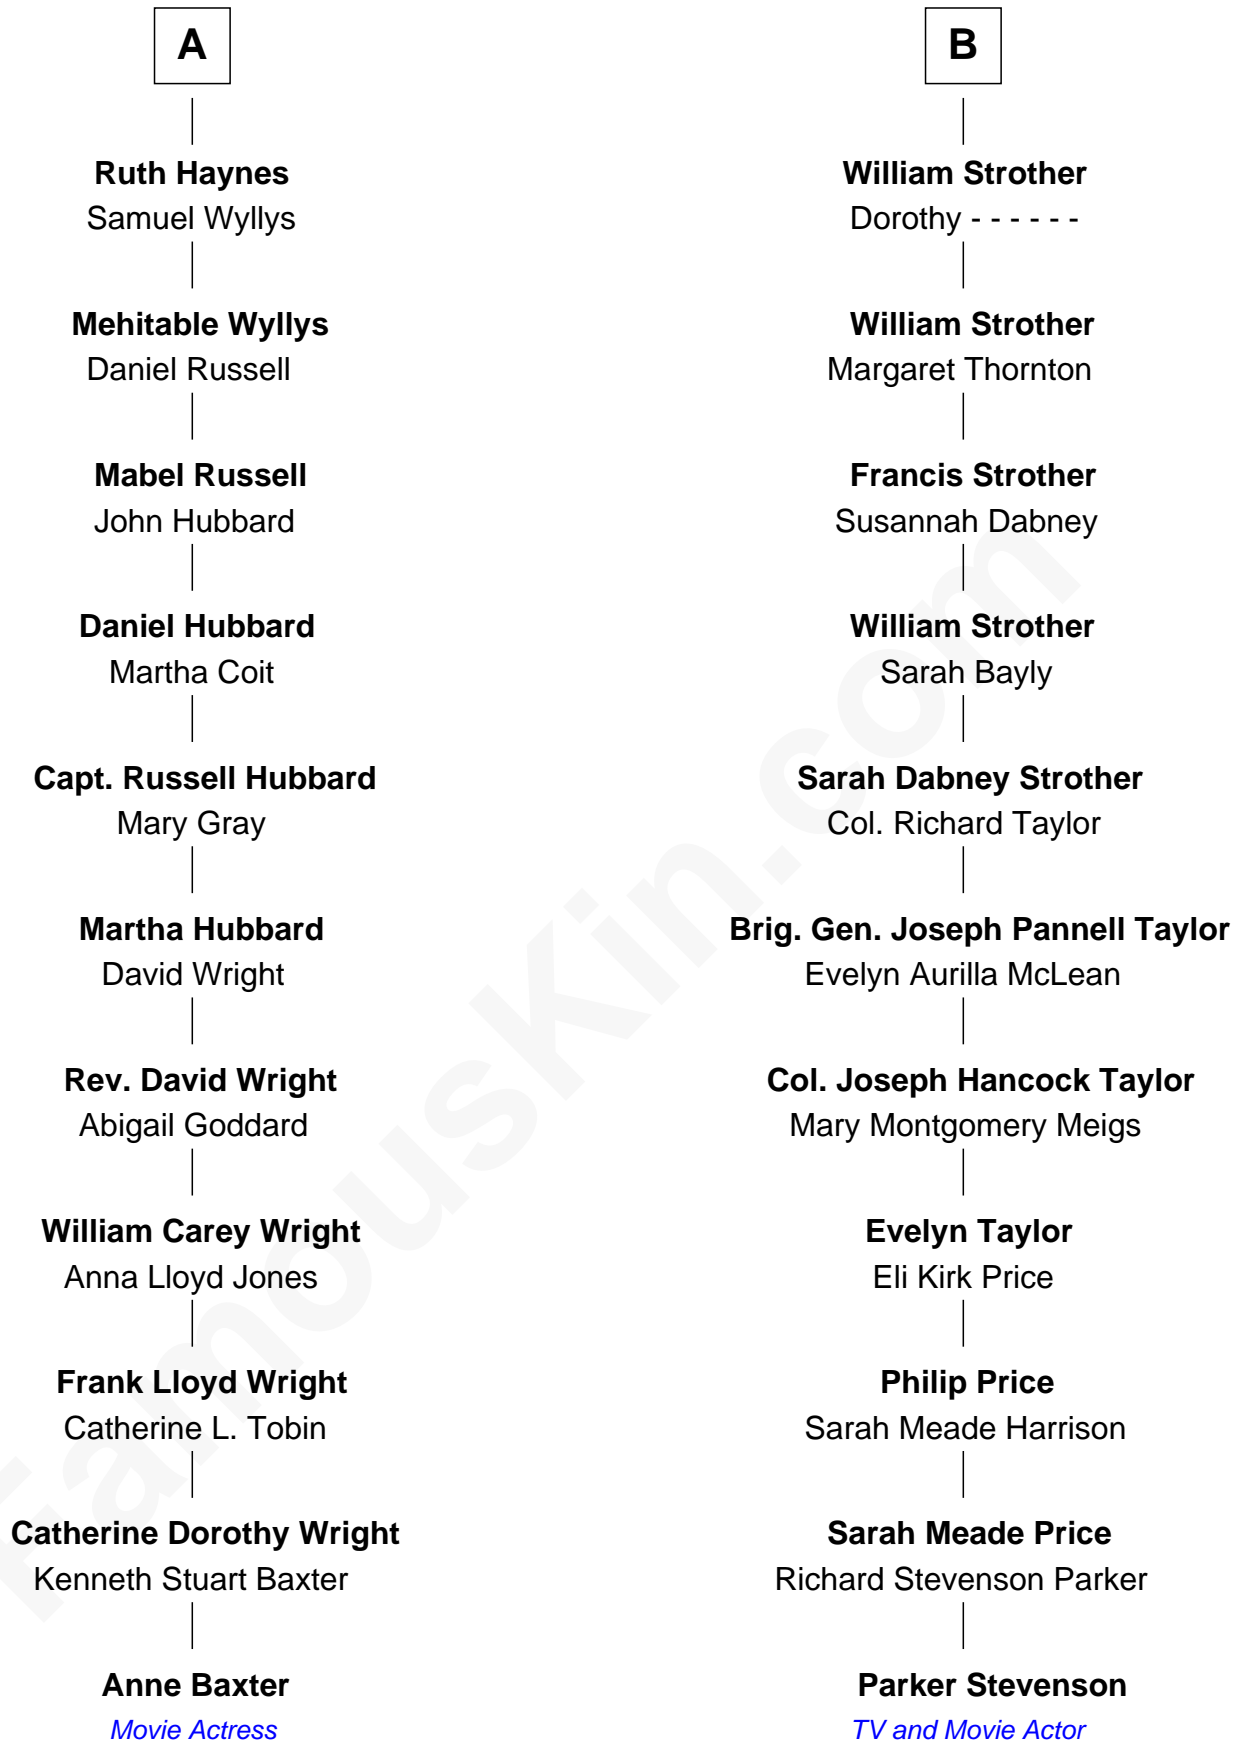 A
Ruth Haynes
Samuel Wyllys
Mehitable Wyllys
Daniel Russell
Mabel Russell
John Hubbard
Daniel Hubbard
Martha Coit
Capt. Russell Hubbard
Mary Gray
Martha Hubbard
David Wright
Rev. David Wright
Abigail Goddard
William Carey Wright
Anna Lloyd Jones
Frank Lloyd Wright
Catherine L. Tobin
Catherine Dorothy Wright
Kenneth Stuart Baxter
Anne Baxter
Movie Actress
B
William Strother
Dorothy - - - - - -
William Strother
Margaret Thornton
Francis Strother
Susannah Dabney
William Strother
Sarah Bayly
Sarah Dabney Strother
Col. Richard Taylor
Brig. Gen. Joseph Pannell Taylor
Evelyn Aurilla McLean
Col. Joseph Hancock Taylor
Mary Montgomery Meigs
Evelyn Taylor
Eli Kirk Price
Philip Price
Sarah Meade Harrison
Sarah Meade Price
Richard Stevenson Parker
Parker Stevenson
TV and Movie Actor
FamousKin.com